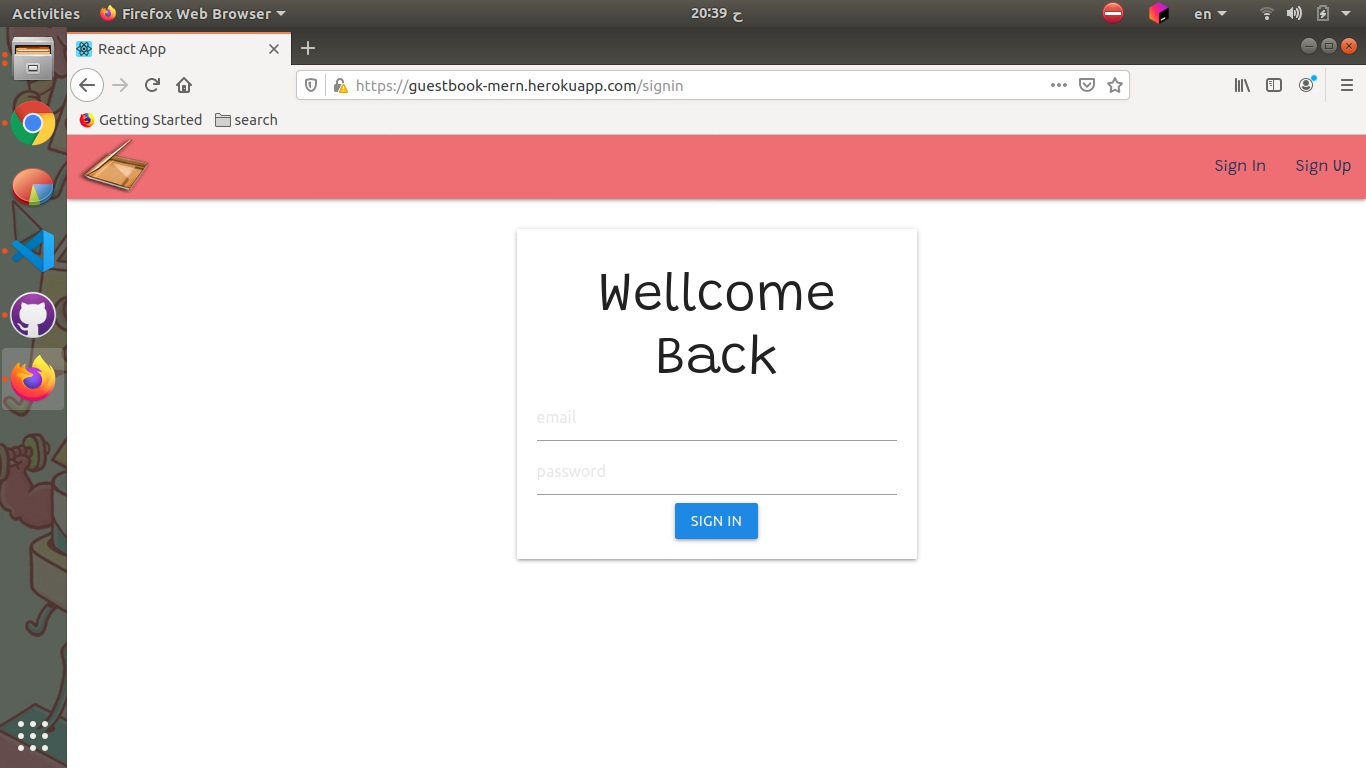 Activities Firefox Web Browser 20:39 ح en
React App
https://guestbook-mern.herokuapp.com/signin
Getting Started search
Sign In Sign Up
Wellcome
Back
email
password
SIGN IN